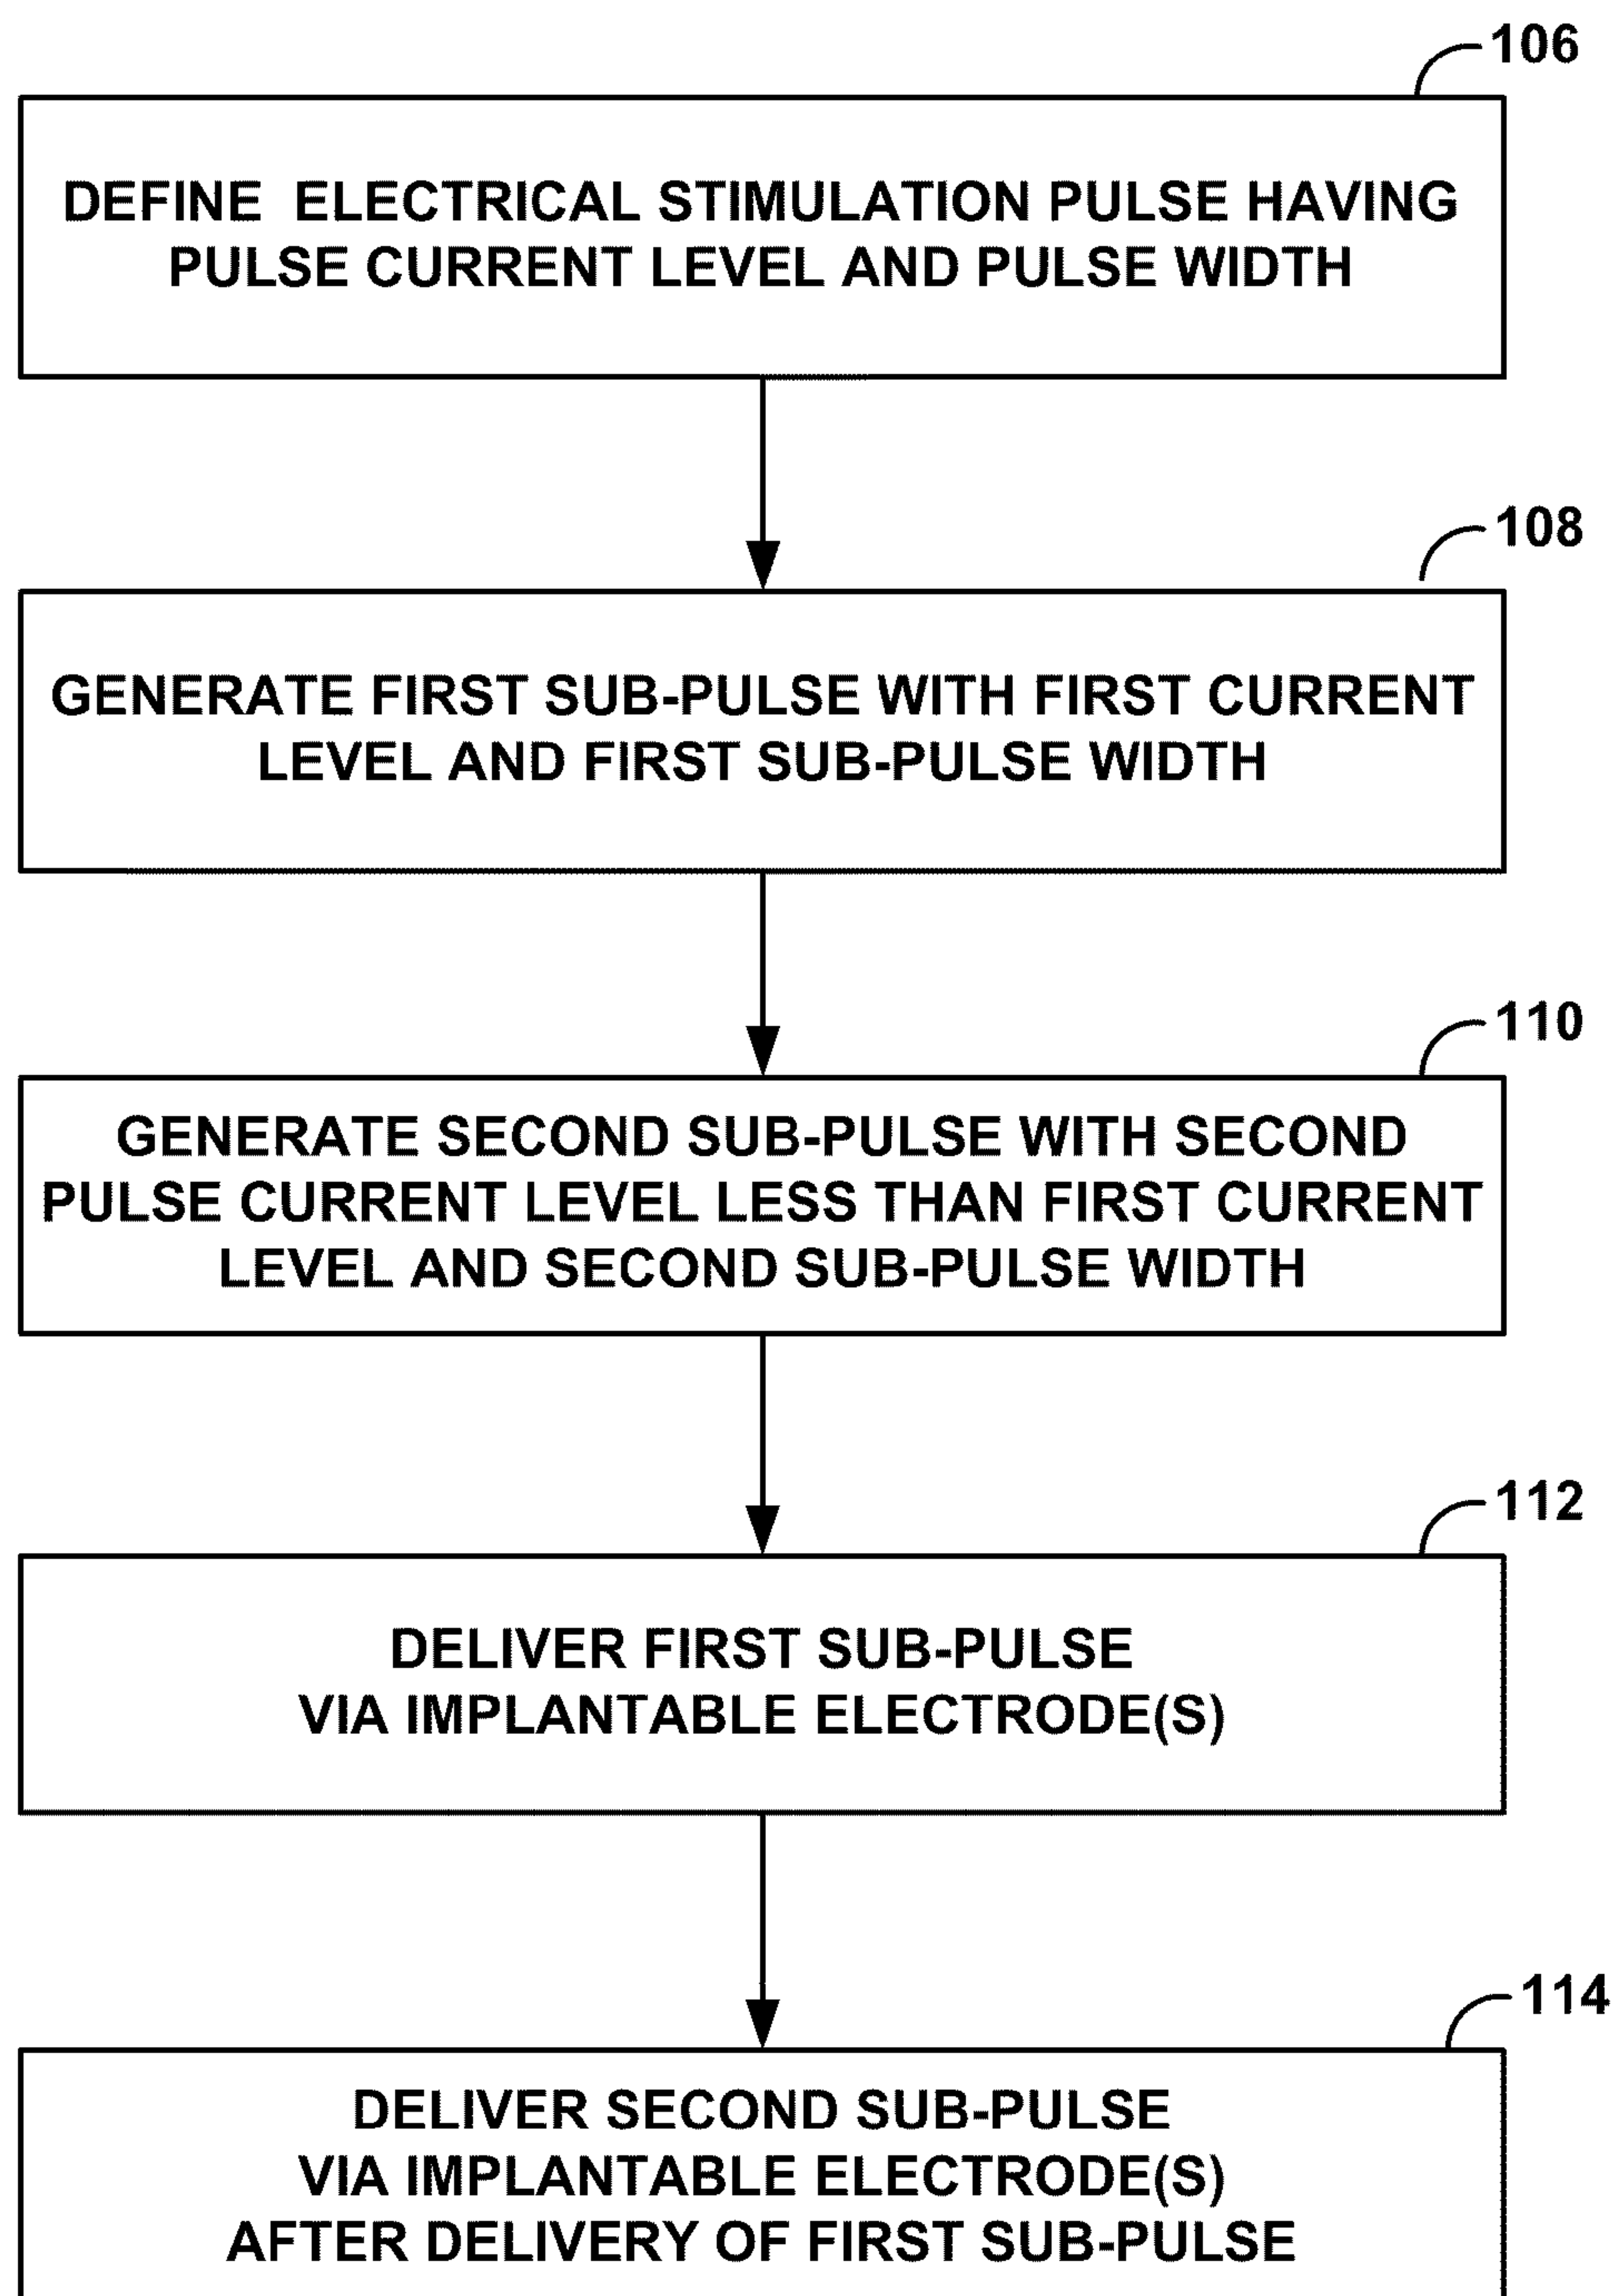 106
DEFINE ELECTRICAL STIMULATION PULSE HAVING
PULSE CURRENT LEVEL AND PULSE WIDTH
108
GENERATE FIRST SUB-PULSE WITH FIRST CURRENT
LEVEL AND FIRST SUB-PULSE WIDTH
110
GENERATE SECOND SUB-PULSE WITH SECOND
PULSE CURRENT LEVEL LESS THAN FIRST CURRENT
LEVEL AND SECOND SUB-PULSE WIDTH
112
DELIVER FIRST SUB-PULSE
VIA IMPLANTABLE ELECTRODE(S)
114
DELIVER SECOND SUB-PULSE
VIA IMPLANTABLE ELECTRODE(S)
AFTER DELIVERY OF FIRST SUB-PULSE